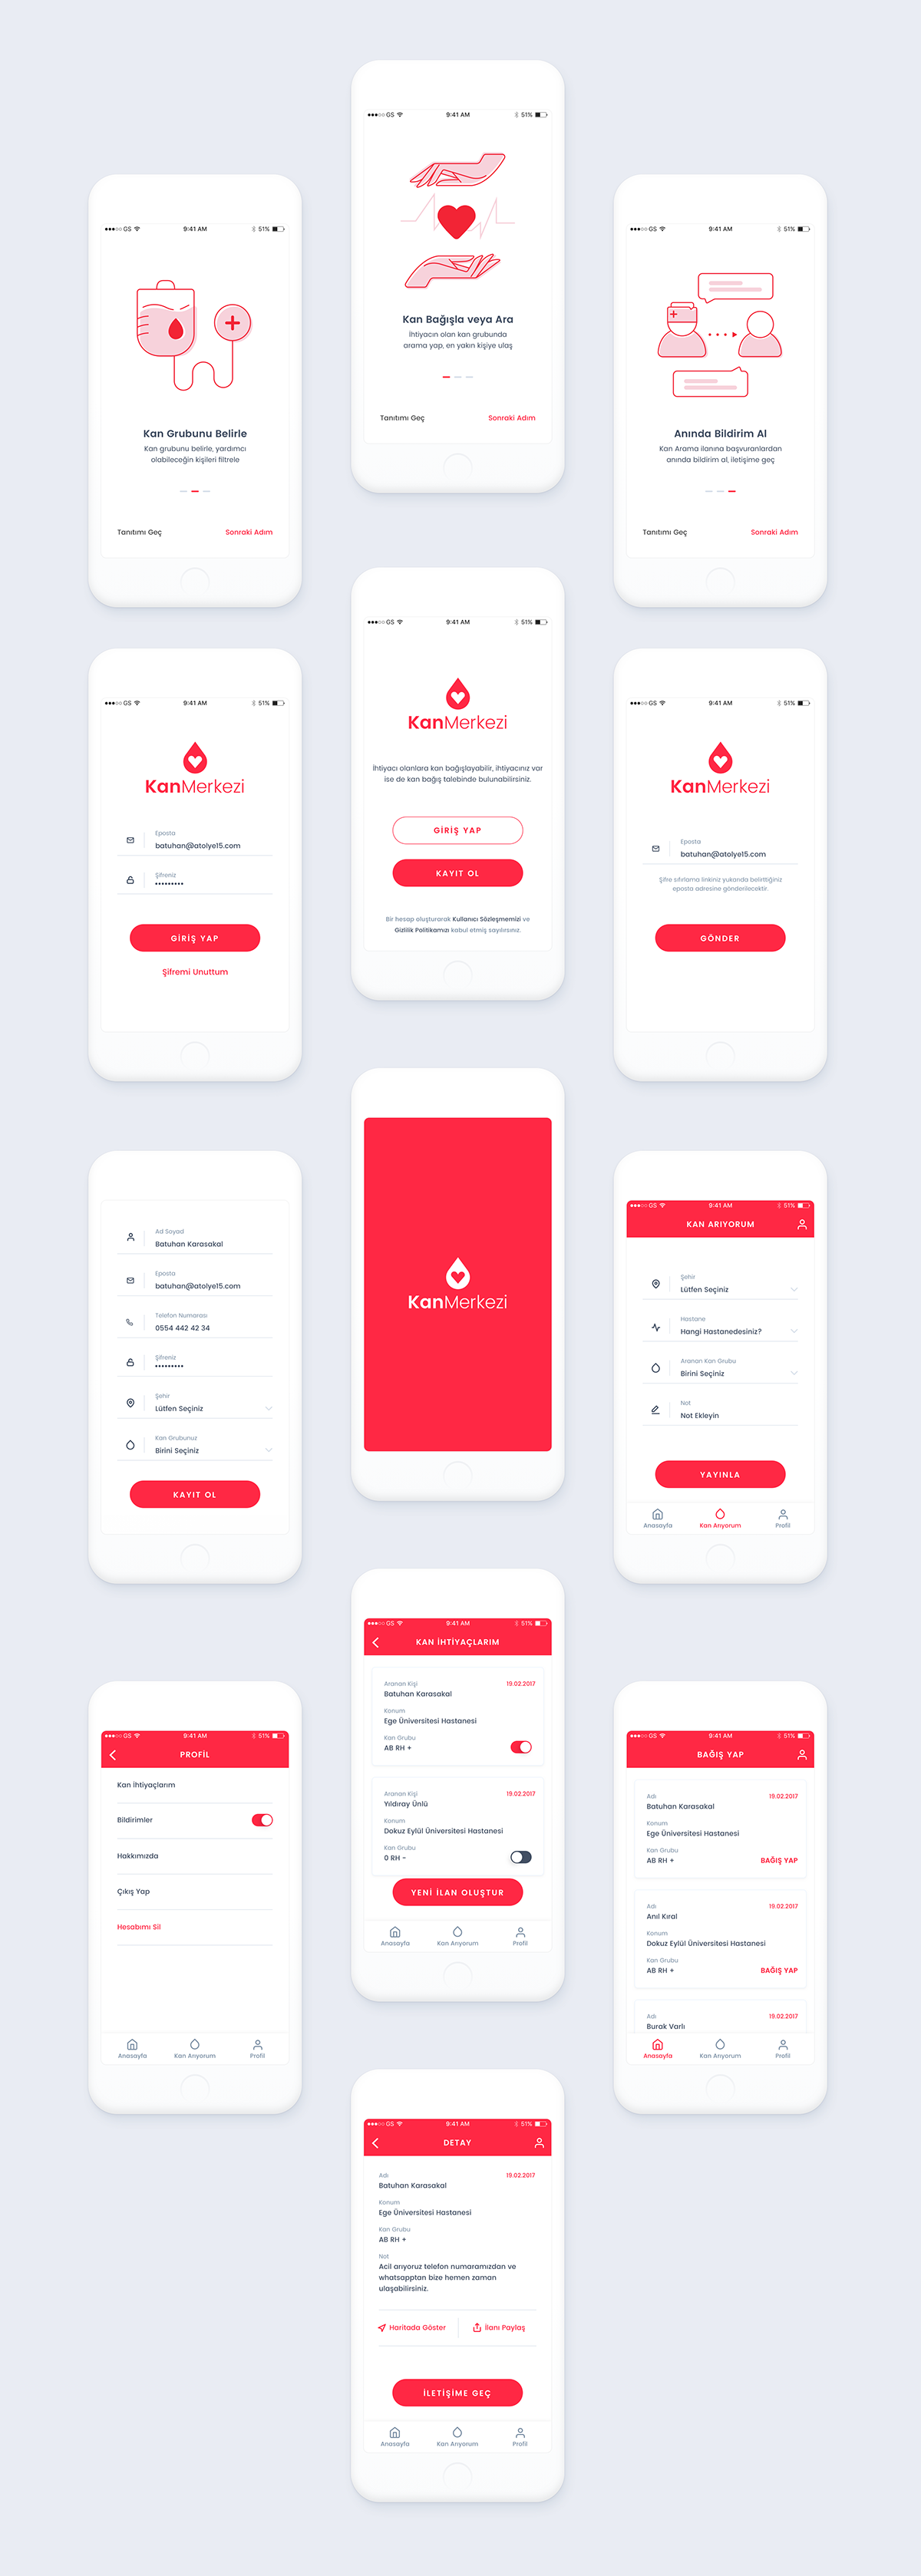 GS 9:41 AM 51%
Kan Bağışla veya Ara
İhtiyacın olan kan grubunda
arama yap, en yakın kişiye ulaş
Tanıtımı Geç Sonraki Adım
GS 9:41 AM 51%
Kan Grubunu Belirle
Kan grubunu belirle, yardımcı
olabileceğin kişileri filtrele
Tanıtımı Geç Sonraki Adım
GS 9:41 AM 51%
Anında Bildirim Al
Kan Arama ilanına başvuranlardan
anında bildirim al, iletişime geç
Tanıtımı Geç Sonraki Adım
GS 9:41 AM 51%
KanMerkezi
İhtiyacı olanlara kan bağışlayabilir, ihtiyacınız var
ise de kan bağış talebinde bulunabilirsiniz.
GİRİŞ YAP
KAYIT OL
Bir hesap oluşturarak Kullanıcı Sözleşmemizi ve
Gizlilik Politikamızı kabul etmiş sayılırsınız.
GS 9:41 AM 51%
KanMerkezi
Eposta
batuhan@atolye15.com
Şifreniz
•••••••••
GİRİŞ YAP
Şifremi Unuttum
GS 9:41 AM 51%
KanMerkezi
Eposta
batuhan@atolye15.com
Şifre sıfırlama linkiniz yukarıda belirttiğiniz
eposta adresine gönderilecektir.
GÖNDER
KanMerkezi
Ad Soyad
Batuhan Karasakal
Eposta
batuhan@atolye15.com
Telefon Numarası
0554 442 42 34
Şifreniz
•••••••••
Şehir
Lütfen Seçiniz
Kan Grubunuz
Birini Seçiniz
KAYIT OL
GS 9:41 AM 51%
KAN ARIYORUM
Şehir
Lütfen Seçiniz
Hastane
Hangi Hastanedesiniz?
Aranan Kan Grubu
Birini Seçiniz
Not
Not Ekleyin
YAYINLA
Anasayfa Kan Arıyorum Profil
GS 9:41 AM 51%
KAN İHTİYAÇLARIM
Aranan Kişi 19.02.2017
Batuhan Karasakal
Konum
Ege Üniversitesi Hastanesi
Kan Grubu
AB RH +
Aranan Kişi 19.02.2017
Yıldıray Ünlü
Konum
Dokuz Eylül Üniversitesi Hastanesi
Kan Grubu
0 RH -
YENİ İLAN OLUŞTUR
Anasayfa Kan Arıyorum Profil
GS 9:41 AM 51%
PROFİL
Kan İhtiyaçlarım
Bildirimler
Hakkımızda
Çıkış Yap
Hesabımı Sil
Anasayfa Kan Arıyorum Profil
GS 9:41 AM 51%
BAĞIŞ YAP
Adı 19.02.2017
Batuhan Karasakal
Konum
Ege Üniversitesi Hastanesi
Kan Grubu
AB RH + BAĞIŞ YAP
Adı 19.02.2017
Anıl Kıral
Konum
Dokuz Eylül Üniversitesi Hastanesi
Kan Grubu
AB RH + BAĞIŞ YAP
Adı 19.02.2017
Burak Varlı
Anasayfa Kan Arıyorum Profil
GS 9:41 AM 51%
DETAY
Adı 19.02.2017
Batuhan Karasakal
Konum
Ege Üniversitesi Hastanesi
Kan Grubu
AB RH +
Not
Acil arıyoruz telefon numaramızdan ve
whatsapptan bize hemen zaman
ulaşabilirsiniz.
Haritada Göster İlanı Paylaş
İLETİŞİME GEÇ
Anasayfa Kan Arıyorum Profil